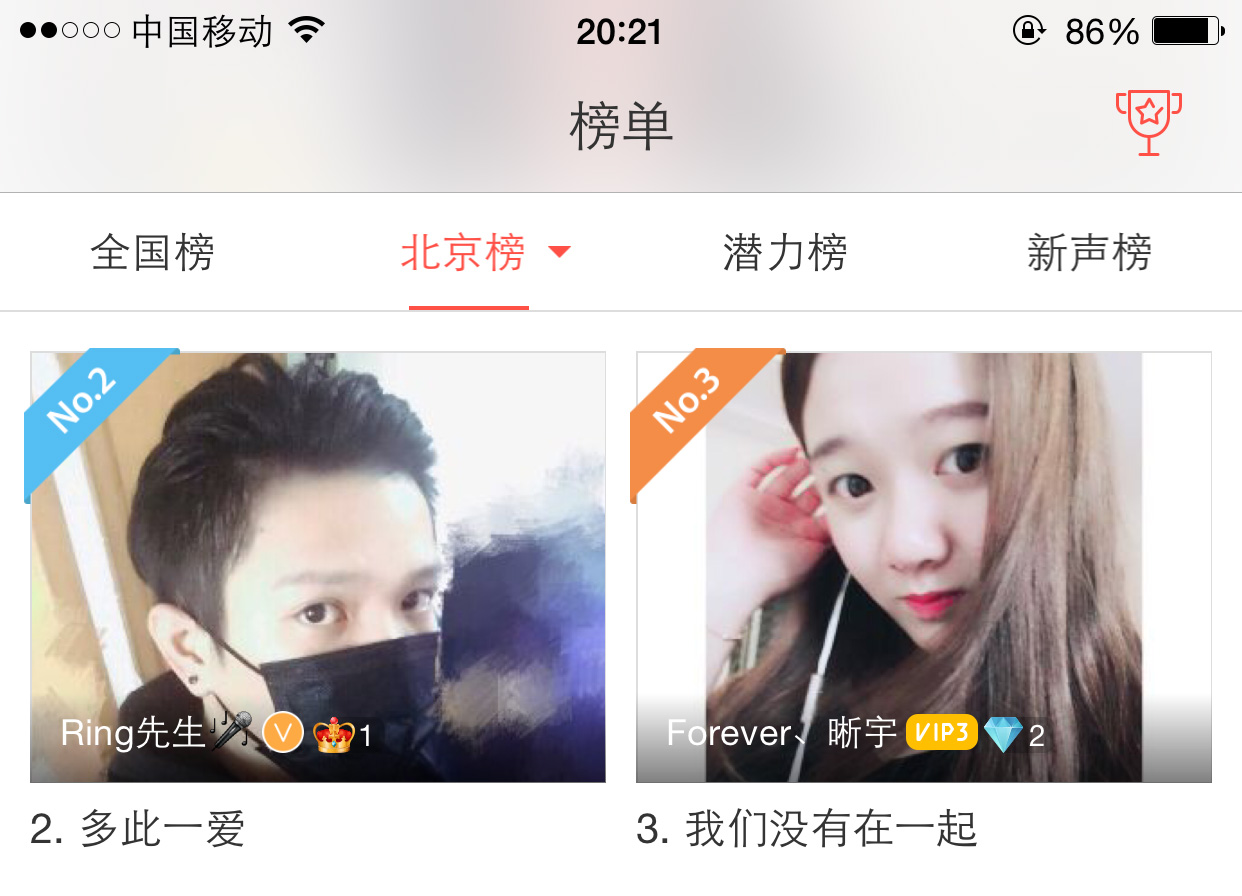 中国移动 20:21 86%
榜单
全国榜 北京榜 潜力榜 新声榜
No.2
No.3
Ring先生 V 1
Forever、晰宇 VIP3 2
2. 多此一爱
3. 我们没有在一起